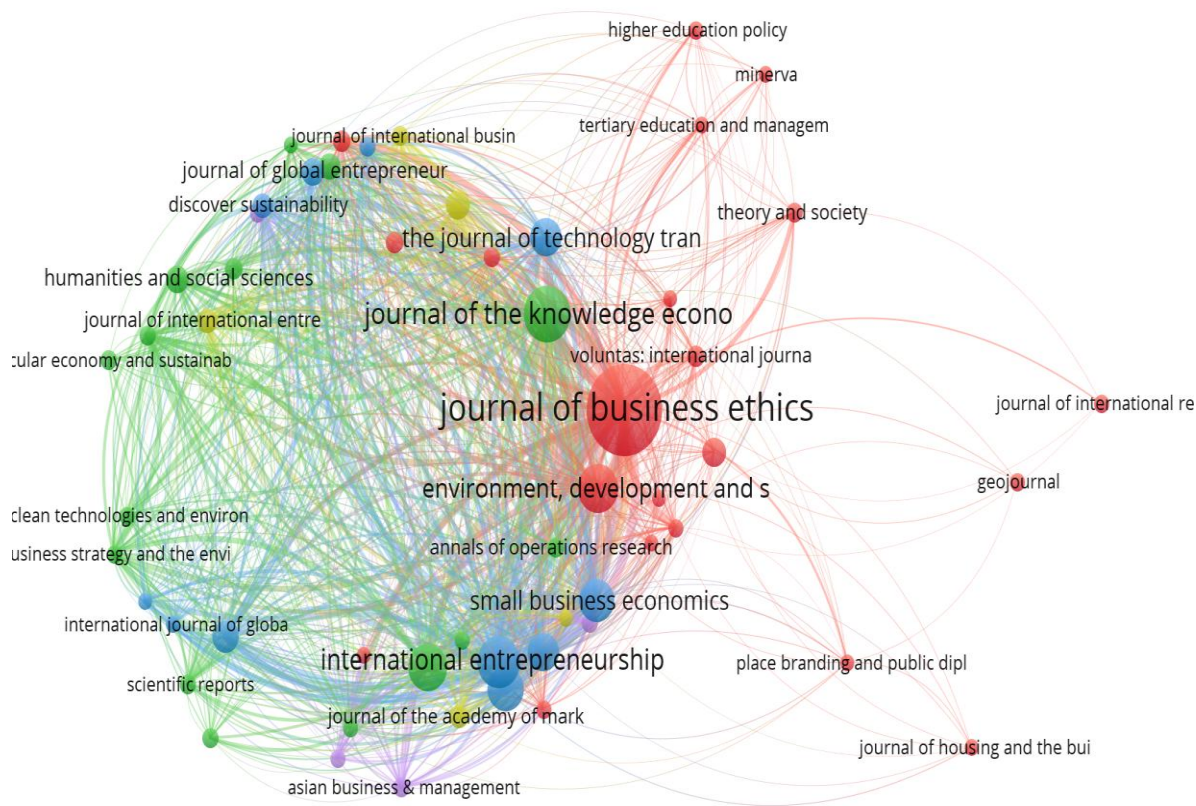 higher education policy
minerva
tertiary education and managem
journal of international busin
journal of global entrepreneur
discover sustainability
theory and society
the journal of technology tran
humanities and social sciences
journal of the knowledge econo
journal of international entre
voluntas: international journa
cular economy and sustainab
journal of business ethics
journal of international re
geojournal
environment, development and s
clean technologies and environ
annals of operations research
usiness strategy and the envi
small business economics
international journal of globa
international entrepreneurship
place branding and public dipl
scientific reports
journal of the academy of mark
journal of housing and the bui
asian business & management